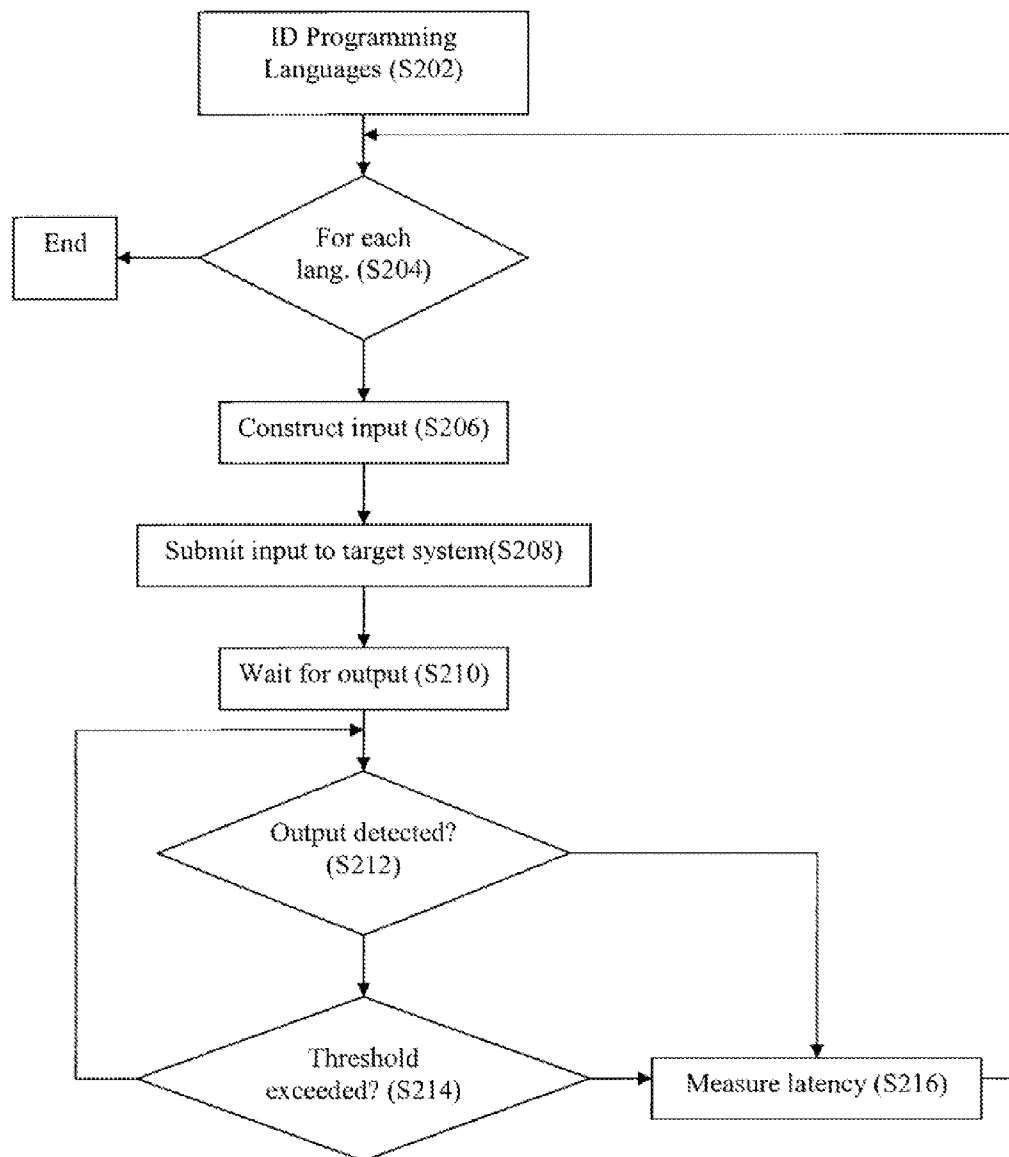 ID Programming
Languages (S202)
End
For each
lang. (S204)
Construct input (S206)
Submit input to target system(S208)
Wait for output (S210)
Output detected?
(S212)
Threshold
exceeded? (S214)
Measure latency (S216)